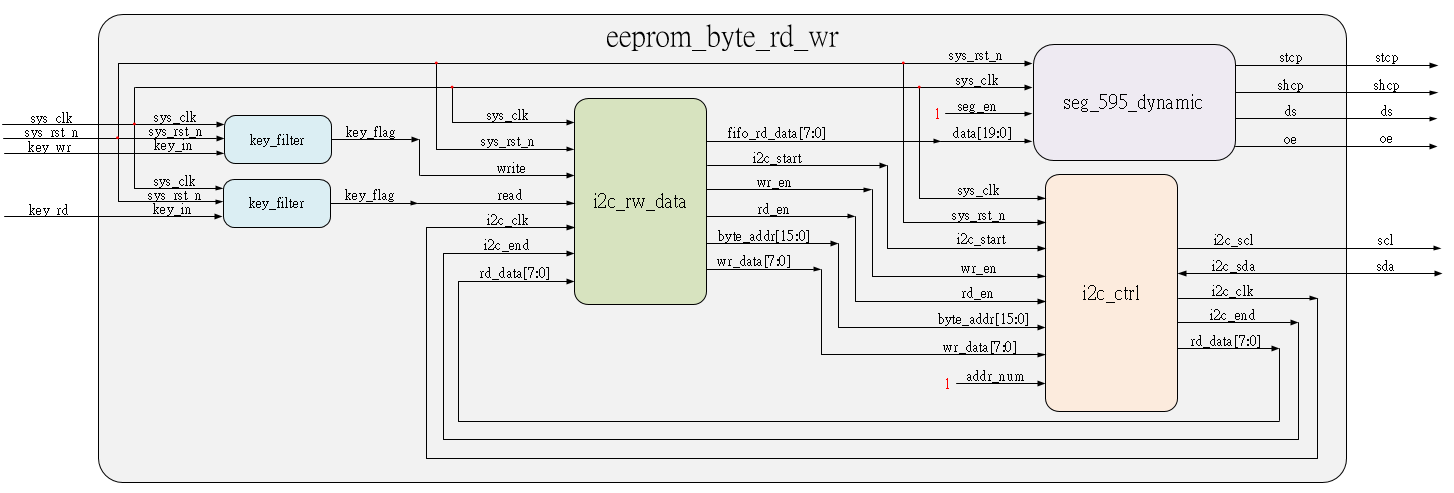 eeprom_byte_rd_wr
sys_clk
sys_rst_n
key_wr
key_rd
sys_clk
sys_rst_n
key_in
key_filter
key_flag
sys_clk
sys_rst_n
key_in
key_filter
key_flag
sys_clk
sys_rst_n
write
read
i2c_clk
i2c_end
rd_data[7:0]
i2c_rw_data
fifo_rd_data[7:0]
i2c_start
wr_en
rd_en
byte_addr[15:0]
wr_data[7:0]
sys_rst_n
sys_clk
1 seg_en
data[19:0]
seg_595_dynamic
stcp stcp
shcp shcp
ds ds
oe oe
sys_clk
sys_rst_n
i2c_start
wr_en
rd_en
byte_addr[15:0]
wr_data[7:0]
1 addr_num
i2c_ctrl
i2c_scl scl
i2c_sda sda
i2c_clk
i2c_end
rd_data[7:0]